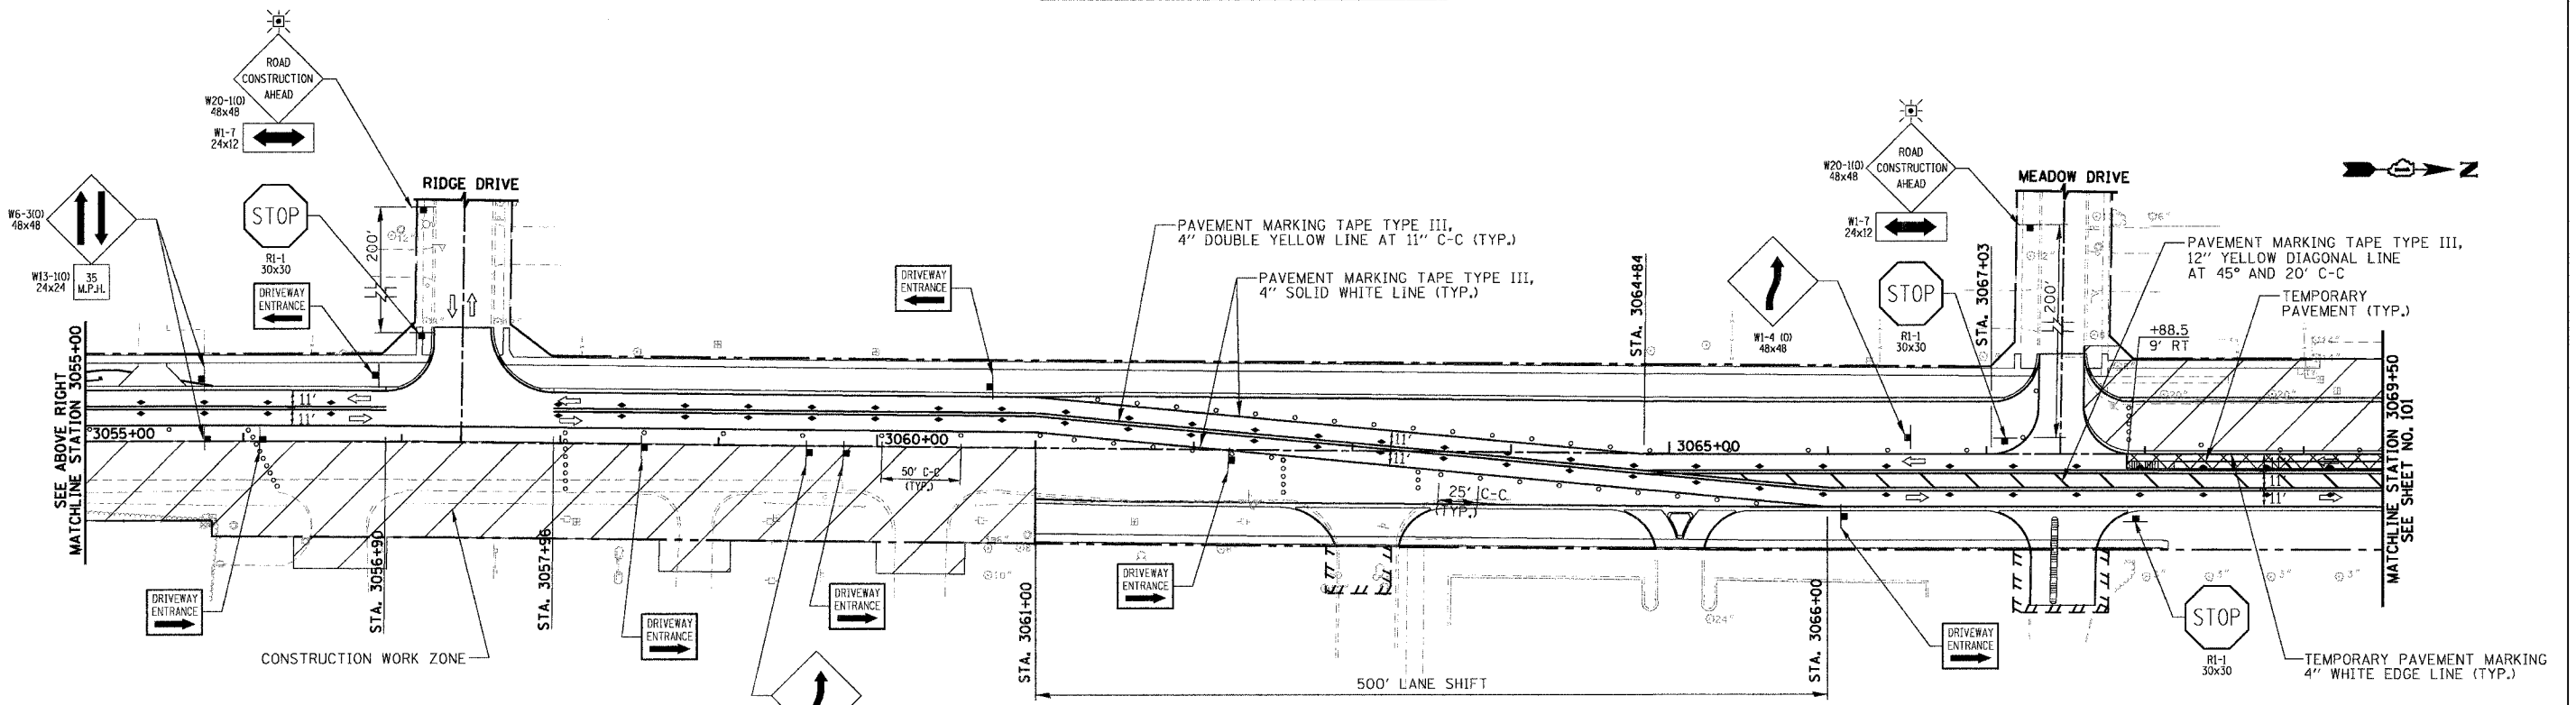 ROAD
CONSTRUCTION
AHEAD
W20-1(O)
48x48
W1-7
24x12
W6-3(O)
48x48
W13-1(O)
24x24
35
M.P.H.
STOP
R1-1
30x30
DRIVEWAY
ENTRANCE
RIDGE DRIVE
200'
DRIVEWAY
ENTRANCE
PAVEMENT MARKING TAPE TYPE III,
4" DOUBLE YELLOW LINE AT 11" C-C (TYP.)
PAVEMENT MARKING TAPE TYPE III,
4" SOLID WHITE LINE (TYP.)
STA. 3064+84
W1-4 (O)
48x48
ROAD
CONSTRUCTION
AHEAD
W20-1(O)
48x48
W1-7
24x12
STOP
R1-1
30x30
STA. 3067+03
MEADOW DRIVE
200'
PAVEMENT MARKING TAPE TYPE III,
12" YELLOW DIAGONAL LINE
AT 45° AND 20' C-C
TEMPORARY
PAVEMENT (TYP.)
+88.5
9' RT
N
SEE ABOVE RIGHT
MATCHLINE STATION 3055+00
11'
11'
3055+00
3060+00
50' C-C
(TYP.)
11'
11'
25' C-C
(TYP.)
3065+00
11'
11'
MATCHLINE STATION 3069+50
SEE SHEET NO. 101
DRIVEWAY
ENTRANCE
CONSTRUCTION WORK ZONE
STA. 3056+90
STA. 3057+96
DRIVEWAY
ENTRANCE
DRIVEWAY
ENTRANCE
STA. 3061+00
DRIVEWAY
ENTRANCE
500' LANE SHIFT
STA. 3066+00
DRIVEWAY
ENTRANCE
STOP
R1-1
30x30
TEMPORARY PAVEMENT MARKING
4" WHITE EDGE LINE (TYP.)